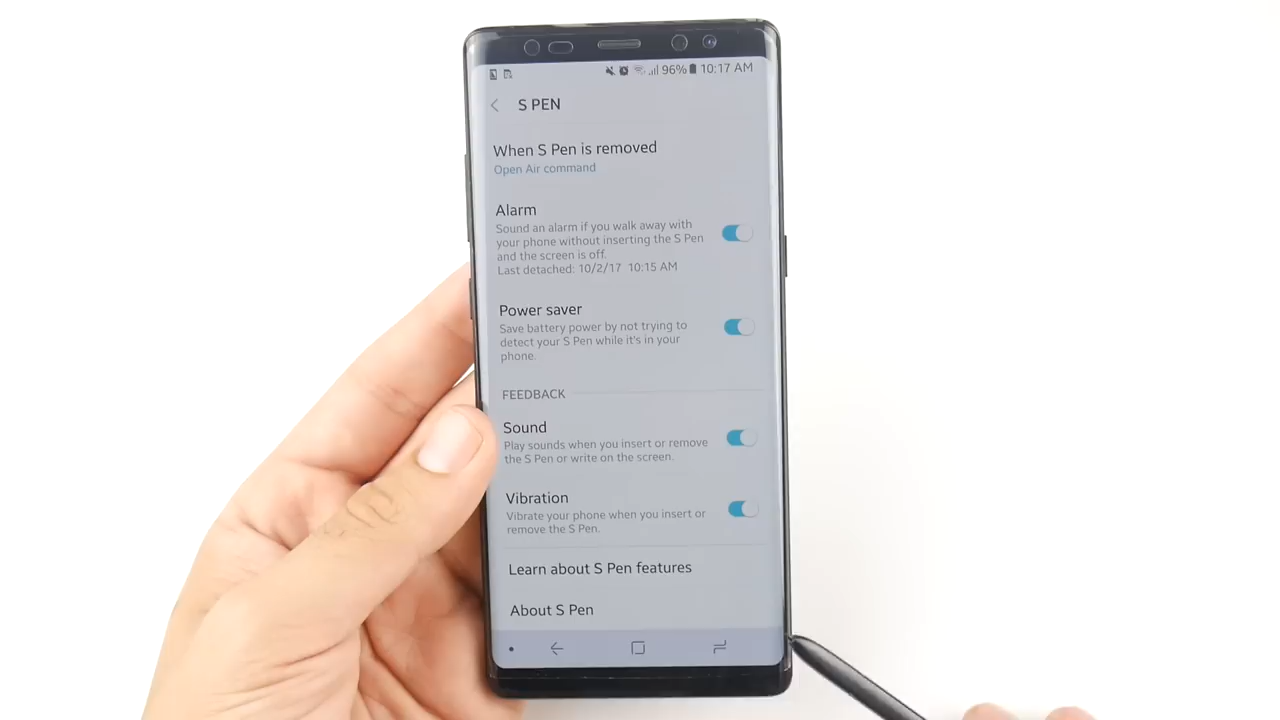 96% 10:17 AM
S PEN
When S Pen is removed
Open Air command
Alarm
Sound an alarm if you walk away with
your phone without inserting the S Pen
and the screen is off.
Last detached: 10/2/17 10:15 AM
Power saver
Save battery power by not trying to
detect your S Pen while it's in your
phone.
FEEDBACK
Sound
Play sounds when you insert or remove
the S Pen or write on the screen.
Vibration
Vibrate your phone when you insert or
remove the S Pen.
Learn about S Pen features
About S Pen